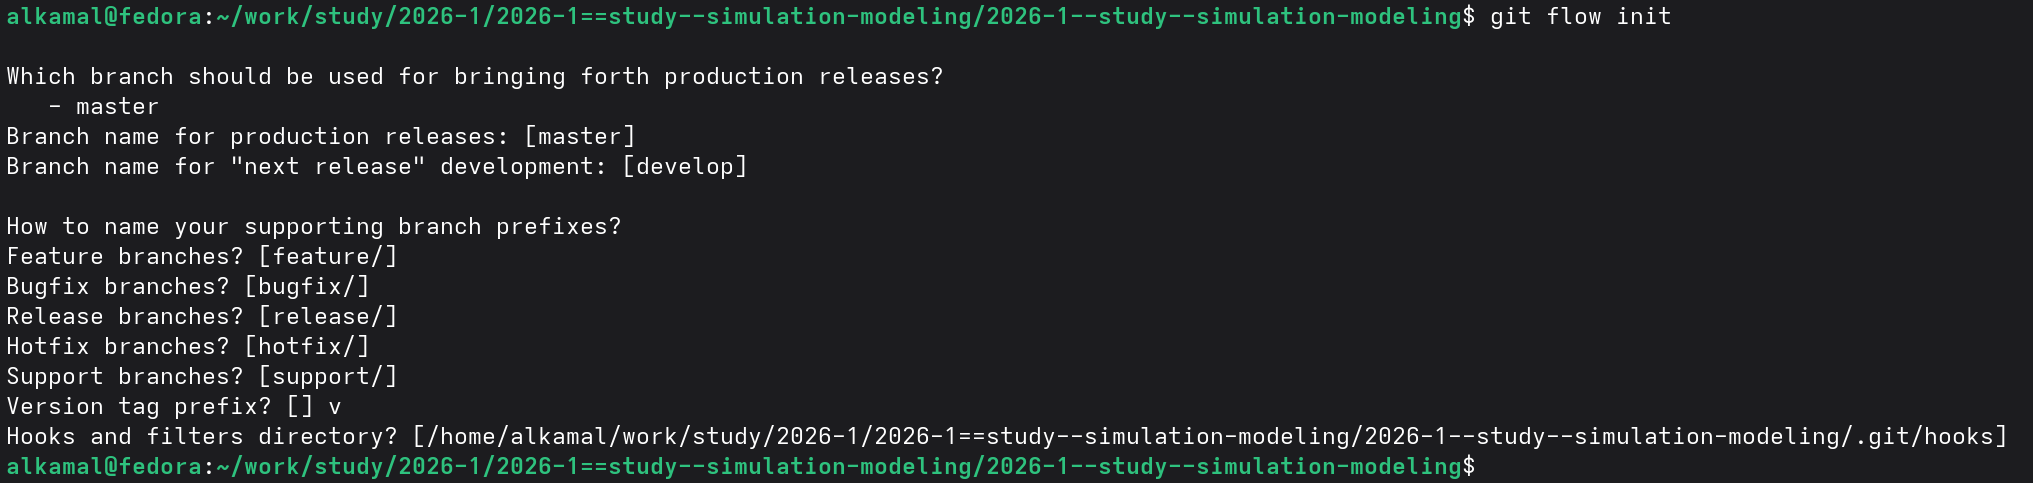 alkamal@fedora:~/work/study/2026-1/2026-1==study--simulation-modeling/2026-1--study--simulation-modeling$ git flow init
Which branch should be used for bringing forth production releases?
   - master
Branch name for production releases: [master]
Branch name for "next release" development: [develop]
How to name your supporting branch prefixes?
Feature branches? [feature/]
Bugfix branches? [bugfix/]
Release branches? [release/]
Hotfix branches? [hotfix/]
Support branches? [support/]
Version tag prefix? [] v
Hooks and filters directory? [/home/alkamal/work/study/2026-1/2026-1==study--simulation-modeling/2026-1--study--simulation-modeling/.git/hooks]
alkamal@fedora:~/work/study/2026-1/2026-1==study--simulation-modeling/2026-1--study--simulation-modeling$